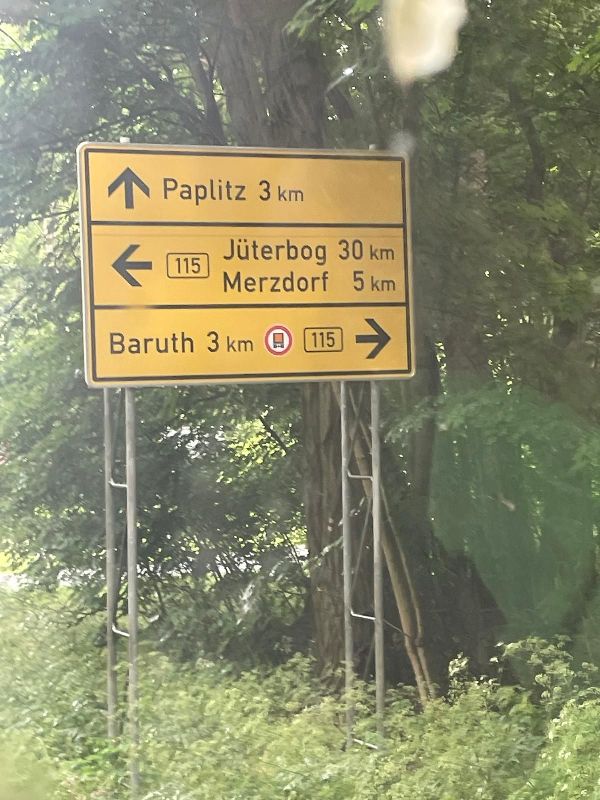 Paplitz 3 km
115 Jüterbog 30 km
Merzdorf 5 km
Baruth 3 km 115